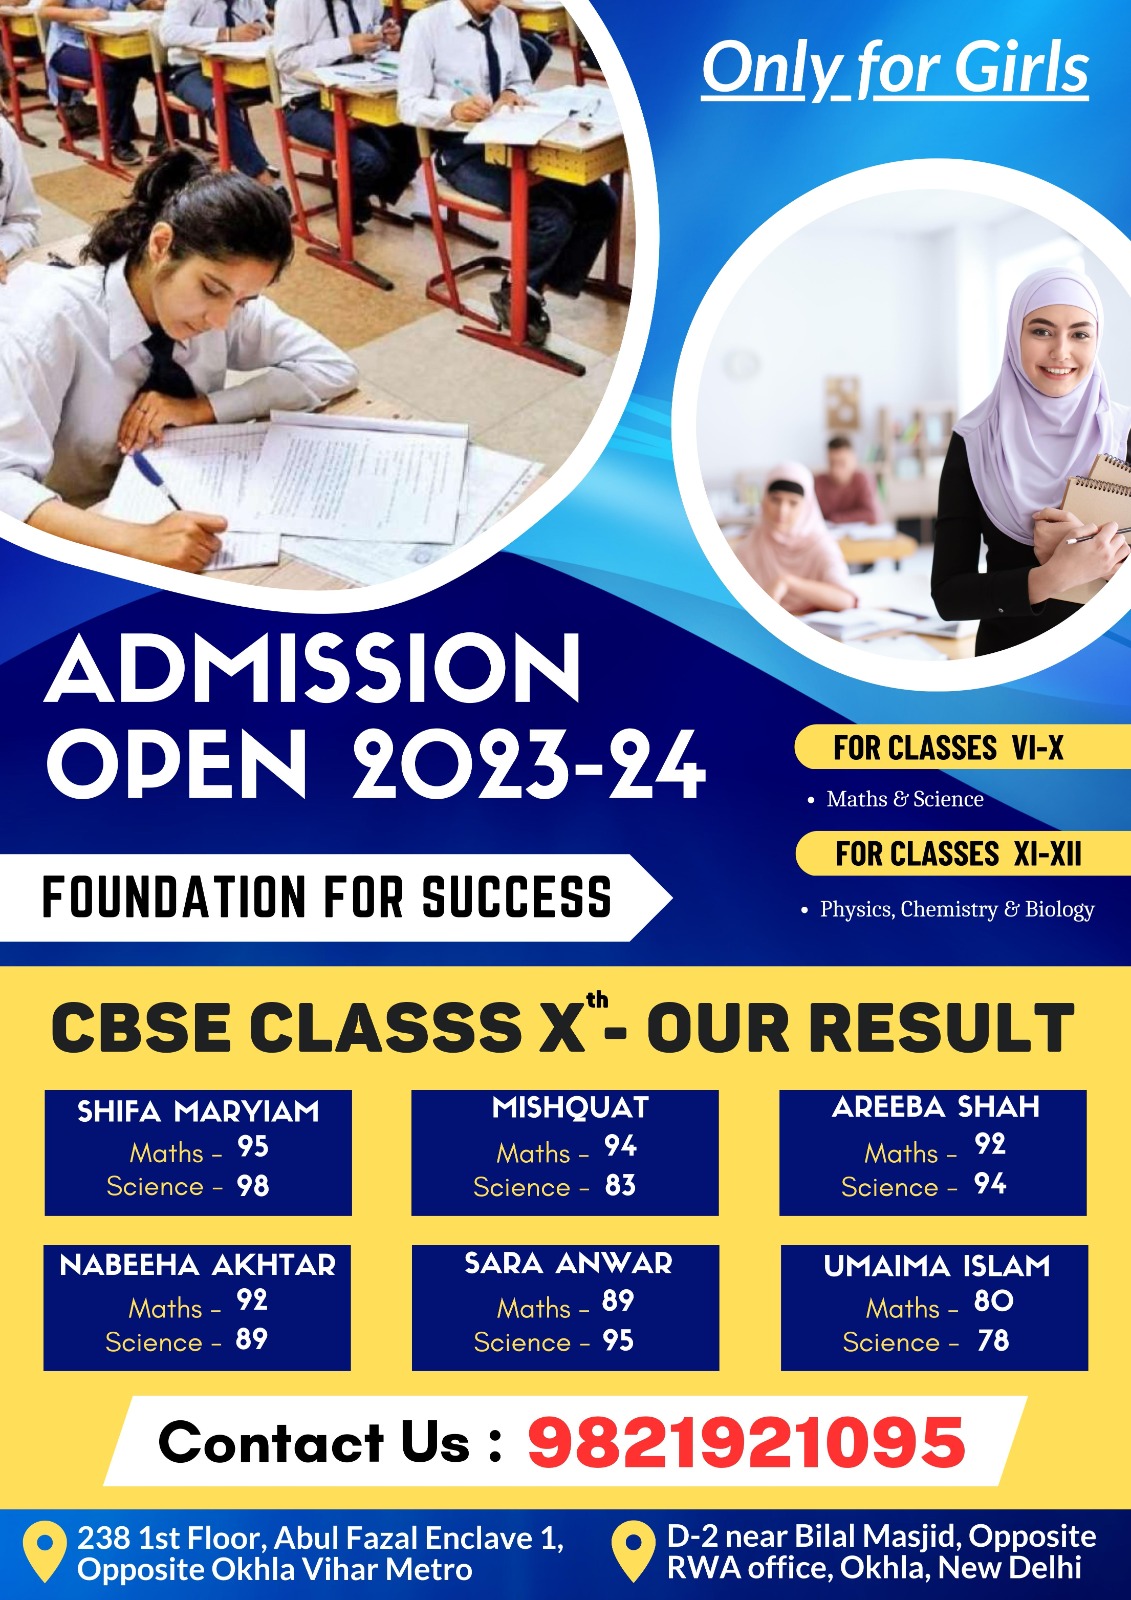 Only for Girls
ADMISSION
OPEN 2023-24
FOR CLASSES VI-X
• Maths & Science
FOR CLASSES XI-XII
• Physics, Chemistry & Biology
FOUNDATION FOR SUCCESS
CBSE CLASSS Xth- OUR RESULT
SHIFA MARYIAM
Maths - 95
Science - 98
MISHQUAT
Maths - 94
Science - 83
AREEBA SHAH
Maths - 92
Science - 94
NABEEHA AKHTAR
Maths - 92
Science - 89
SARA ANWAR
Maths - 89
Science - 95
UMAIMA ISLAM
Maths - 80
Science - 78
Contact Us : 9821921095
238 1st Floor, Abul Fazal Enclave 1,
Opposite Okhla Vihar Metro
D-2 near Bilal Masjid, Opposite
RWA office, Okhla, New Delhi